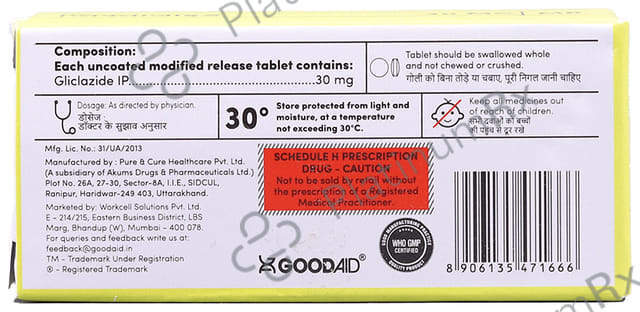 Composition:
Each uncoated modified release tablet contains:
Gliclazide IP..........................................30 mg
Tablet should be swallowed whole
and not chewed or crushed.
गोली को बिना तोड़े या चबाए, पूरी निगल जानी चाहिए
Dosage: As directed by physician.
डोसेज :
डॉक्टर के सुझाव अनुसार
30°
Store protected from light and
moisture, at a temperature
not exceeding 30°C.
Keep all medicines out
of reach of children.
सभी दवाओं को बच्चों
की पहुंच से दूर रखें
Mfg. Lic. No.: 31/UA/2013
Manufactured by : Pure & Cure Healthcare Pvt. Ltd.
(A subsidiary of Akums Drugs & Pharmaceuticals Ltd.)
Plot No. 26A, 27-30, Sector-8A, I.I.E., SIDCUL,
Ranipur, Haridwar-249 403, Uttarakhand.
Marketed by: Workcell Solutions Pvt. Ltd.
E - 214/215, Eastern Business District, LBS
Marg, Bhandup (W), Mumbai - 400 078.
For queries and feedback write us at:
feedback@goodaid.in
TM - Trademark Under Registration
® - Registered Trademark
SCHEDULE H PRESCRIPTION
DRUG - CAUTION
Not to be sold by retail without
the prescription of a Registered
Medical Practitioner.
GOODAID®
GOOD MANUFACTURING PRACTICE
WHO GMP
CERTIFIED
8 906135 471666
PlatinumRx